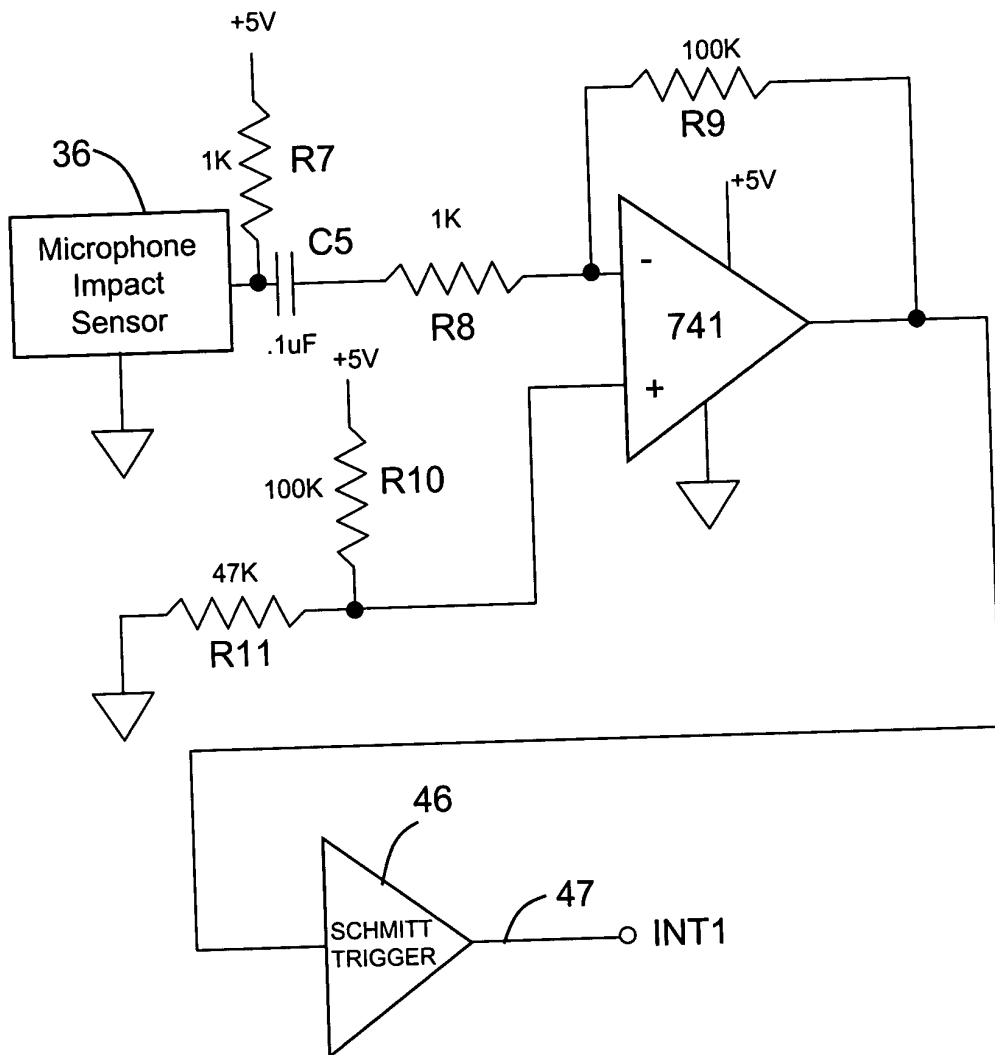 +5V
100K
R9
36
1K
R7
+5V
1K
C5
Microphone
Impact
Sensor
-
741
R8
.1uF
+5V
+
100K
R10
47K
R11
46
47
SCHMITT
TRIGGER
INT1